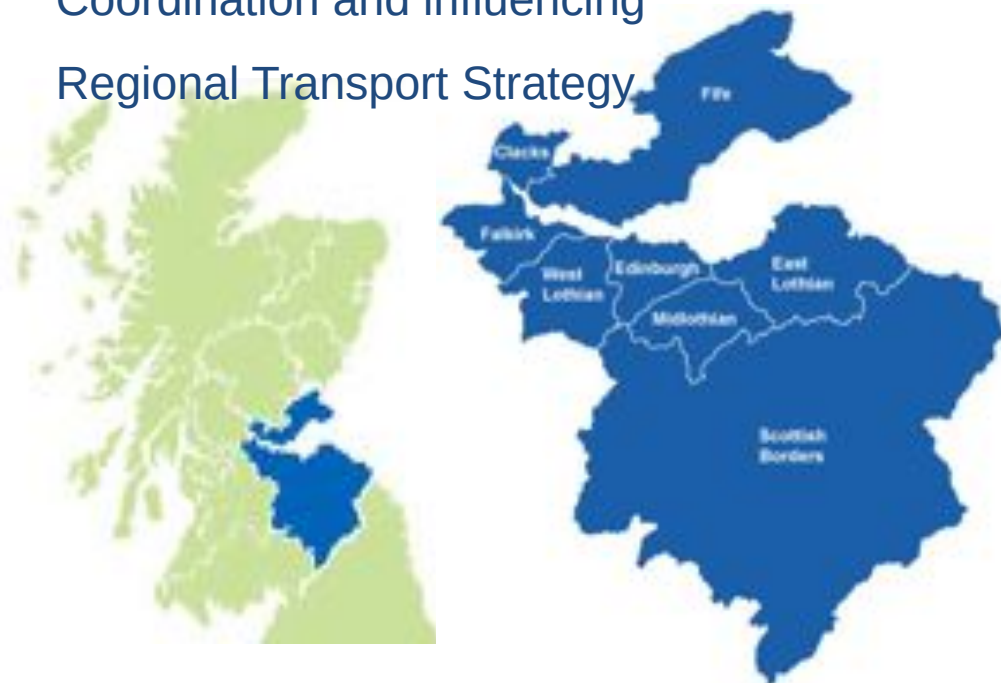 Coordination and influencing
Regional Transport Strategy
Fife
Clacks
Falkirk
West
Lothian
Edinburgh
East
Lothian
Midlothian
Scottish
Borders